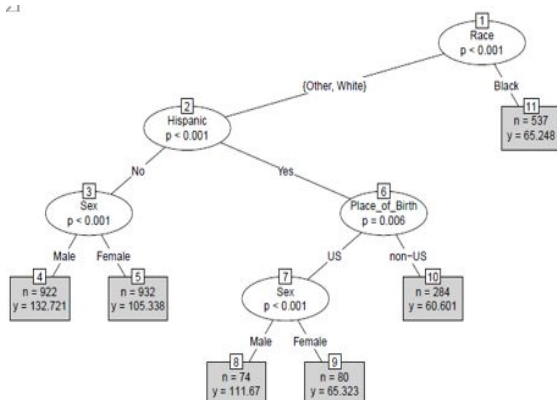 1
Race
p < 0.001
{Other, White}
Black
2
Hispanic
p < 0.001
11
n = 537
y = 65.248
No
Yes
3
Sex
p < 0.001
6
Place_of_Birth
p = 0.006
Male
Female
US
non-US
4
n = 922
y = 132.721
5
n = 932
y = 105.338
7
Sex
p < 0.001
10
n = 284
y = 60.601
Male
Female
8
n = 74
y = 111.67
9
n = 80
y = 65.323